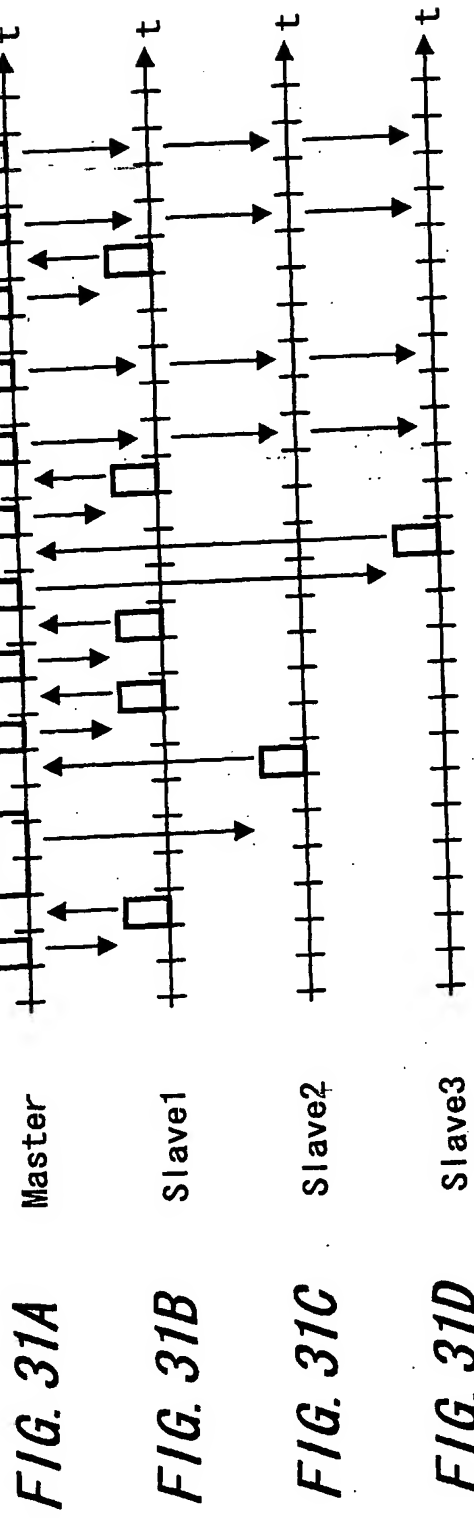 FIG. 31A Master t
FIG. 31B Slave1 t
FIG. 31C Slave2 t
FIG. 31D Slave3 t